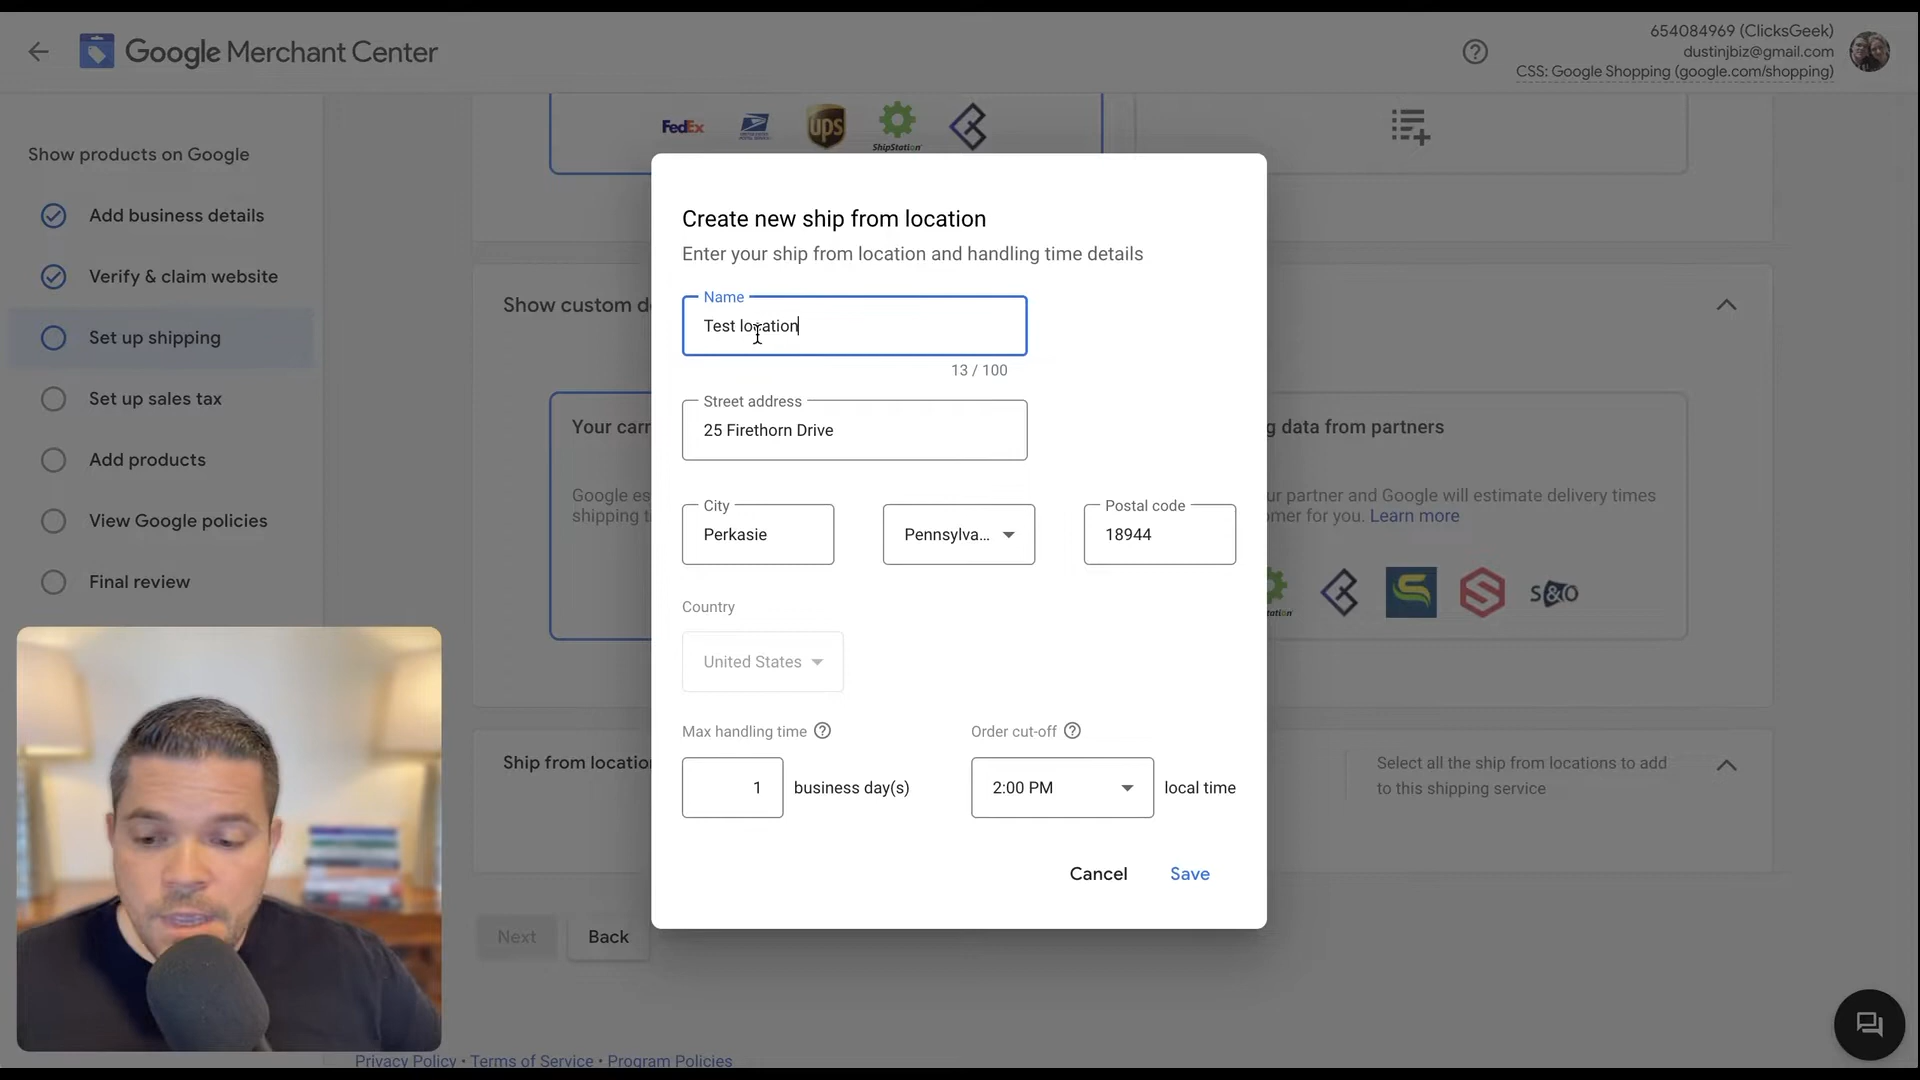 Google Merchant Center
654084969 (ClicksGeek)
dustinjbiz@gmail.com
CSS: Google Shopping (google.com/shopping)
Show products on Google
Add business details
Verify & claim website
Set up shipping
Set up sales tax
Add products
View Google policies
Final review
FedEx
ups
ShipStation
Show custom d
Your carr
Google es
shipping t
g data from partners
ur partner and Google will estimate delivery times
omer for you. Learn more
tation
S&O
Ship from locatio
Select all the ship from locations to add
to this shipping service
Create new ship from location
Enter your ship from location and handling time details
Name
Test location
13 / 100
Street address
25 Firethorn Drive
City
Perkasie
Pennsylva...
Postal code
18944
Country
United States
Max handling time
1 business day(s)
Order cut-off
2:00 PM local time
Cancel
Save
Next
Back
Privacy Policy • Terms of Service • Program Policies